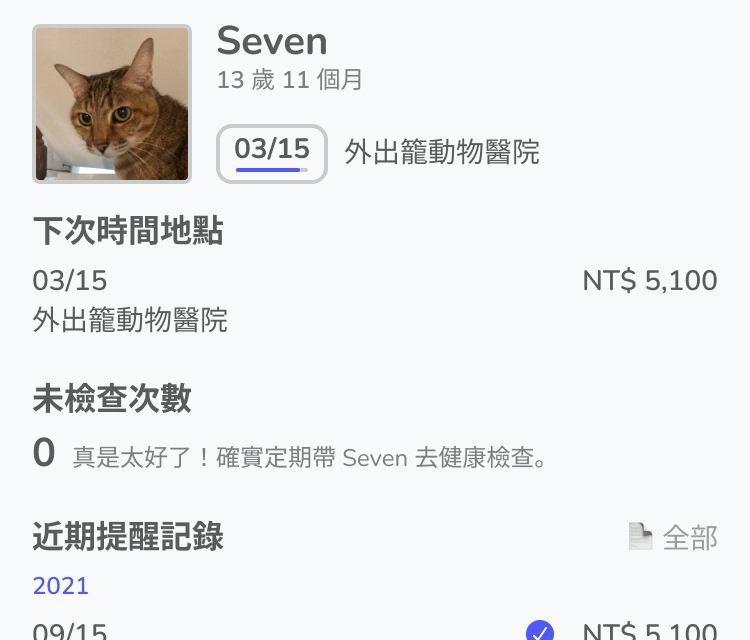 Seven
13 歲 11 個月
03/15 外出籠動物醫院
下次時間地點
03/15 NT$ 5,100
外出籠動物醫院
未檢查次數
0 真是太好了！確實定期帶 Seven 去健康檢查。
近期提醒記錄 全部
2021
09/15 NT$ 5,100